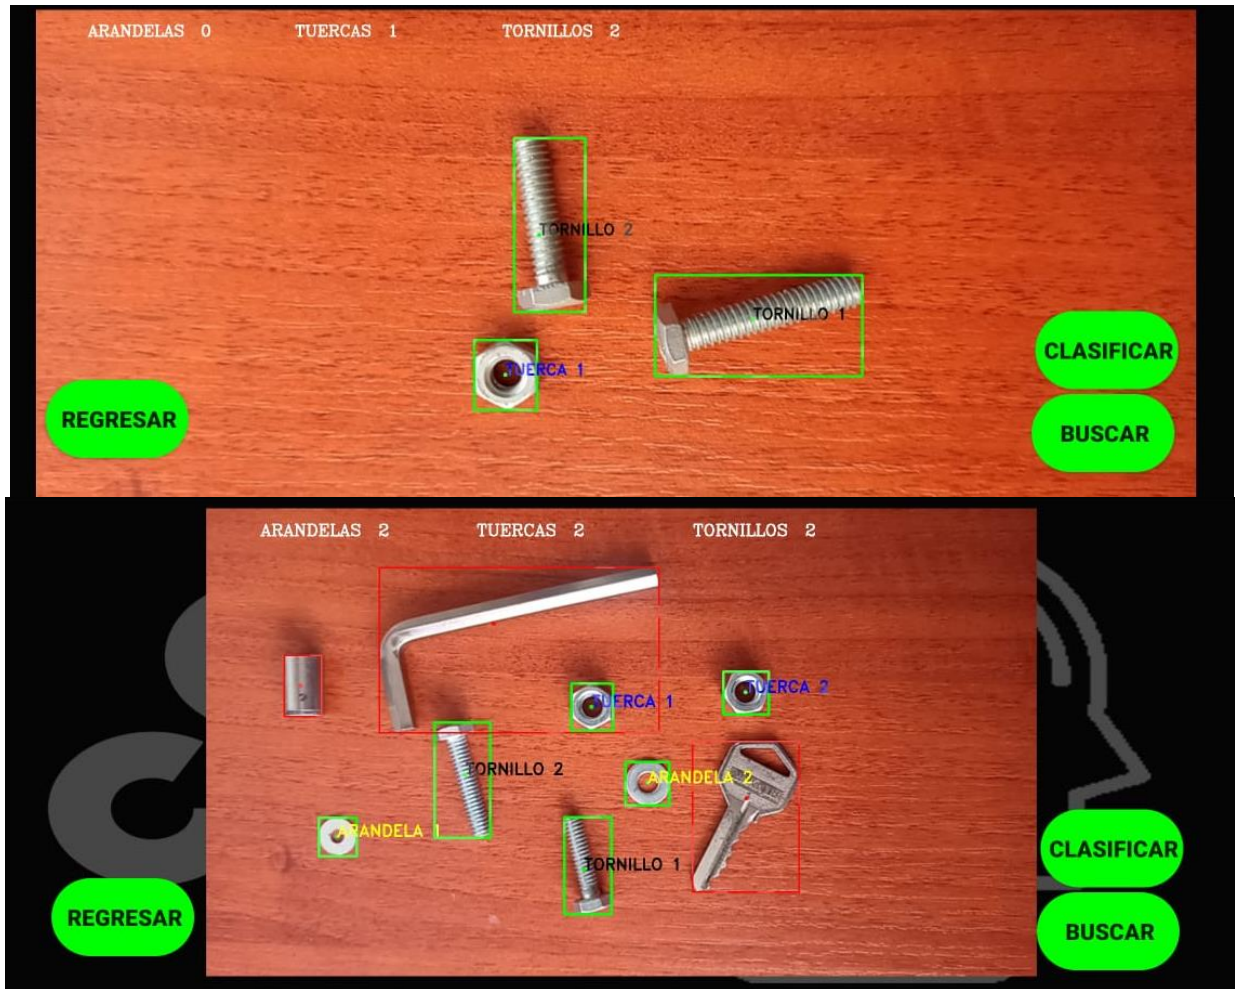 ARANDELAS 0 TUERCAS 1 TORNILLOS 2
TORNILLO 2
TORNILLO 1
TUERCA 1
CLASIFICAR
REGRESAR
BUSCAR
ARANDELAS 2 TUERCAS 2 TORNILLOS 2
TUERCA 1
TUERCA 2
TORNILLO 2
ARANDELA 2
ARANDELA 1
TORNILLO 1
CLASIFICAR
REGRESAR
BUSCAR